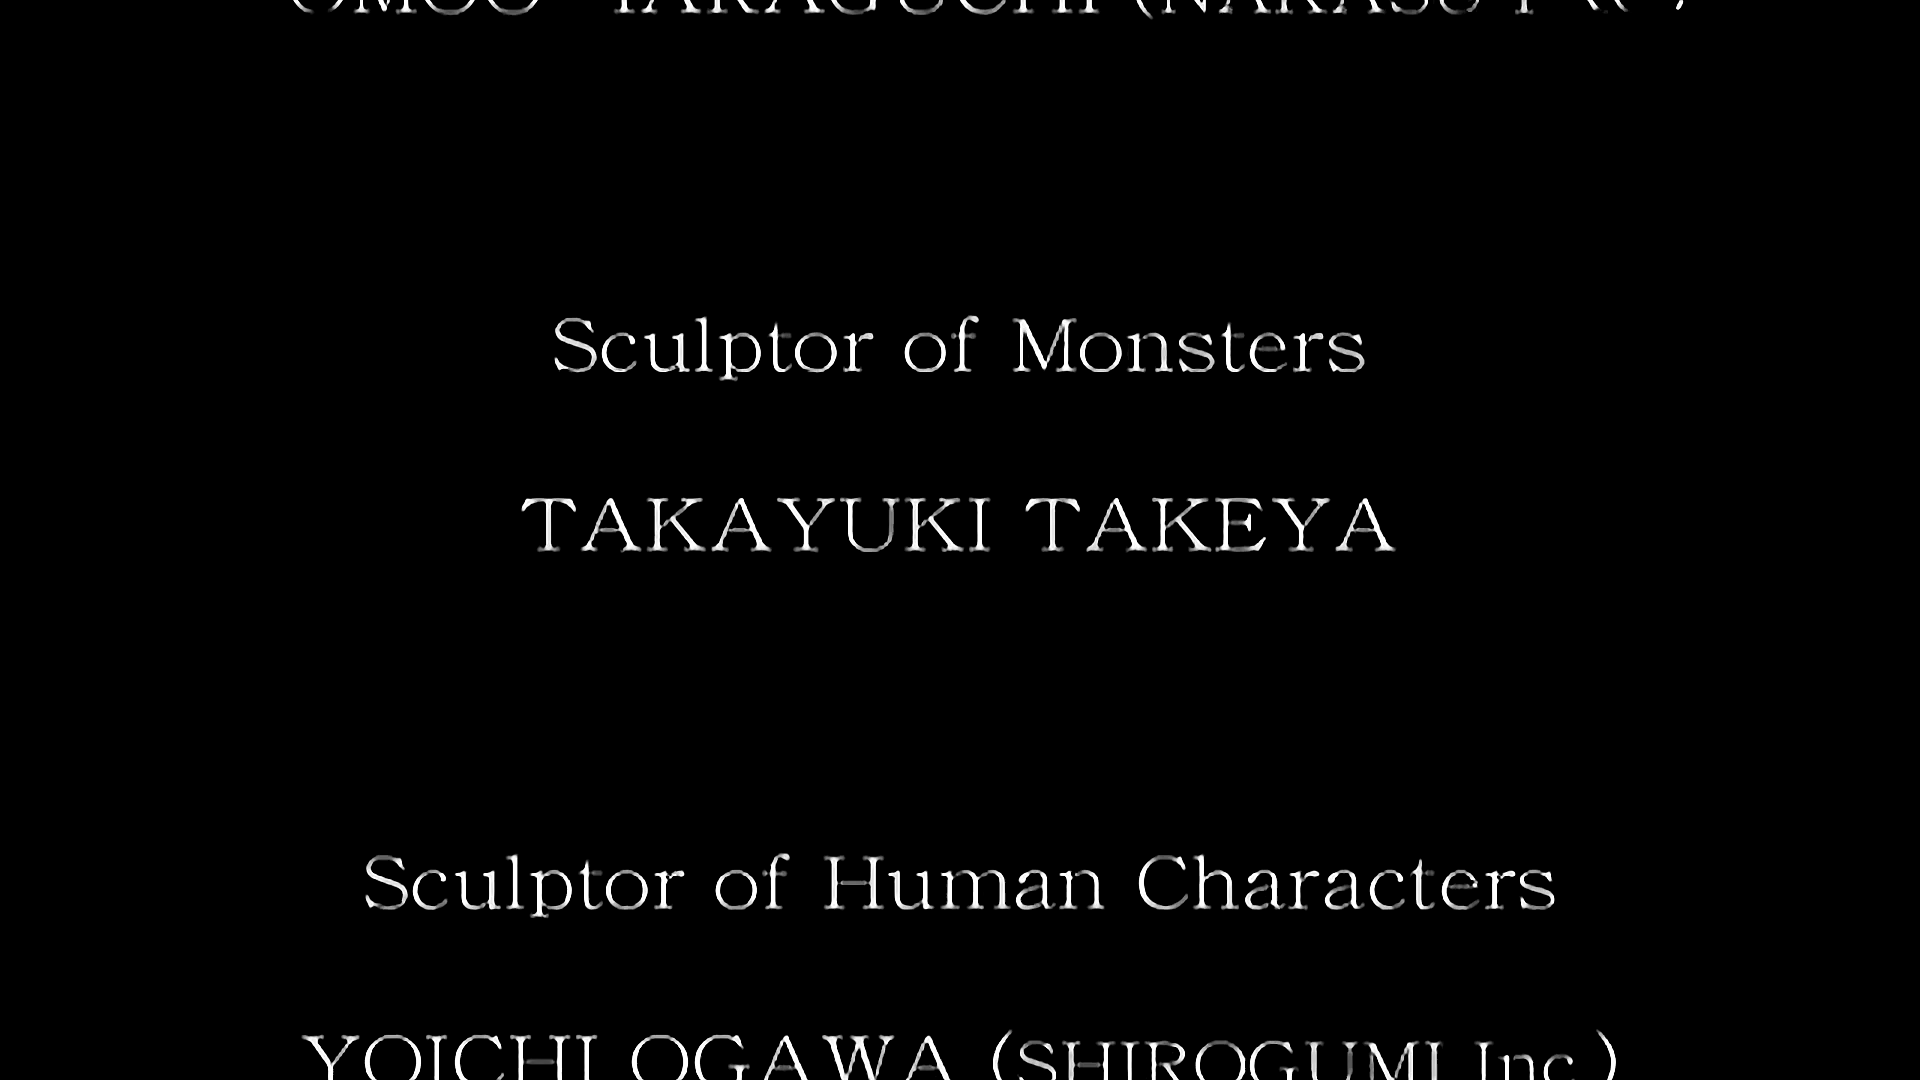 Sculptor of Monsters
TAKAYUKI TAKEYA
Sculptor of Human Characters
YOICHI OGAWA (SHIROGUMI Inc.)